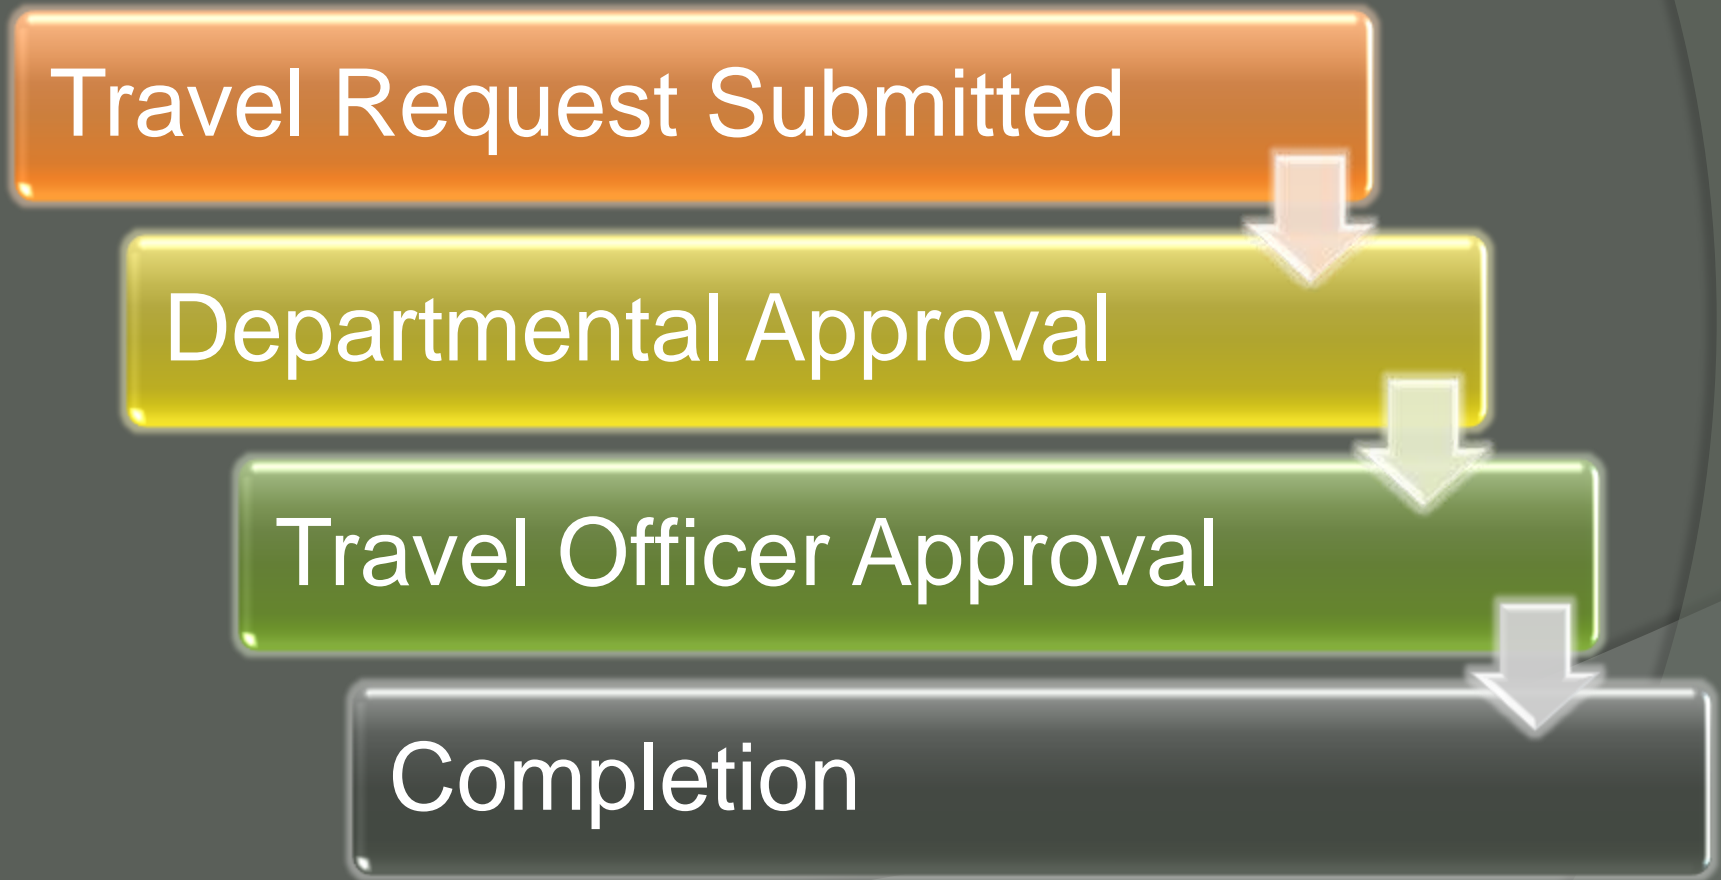 Travel Request Submitted
Departmental Approval
Travel Officer Approval
Completion